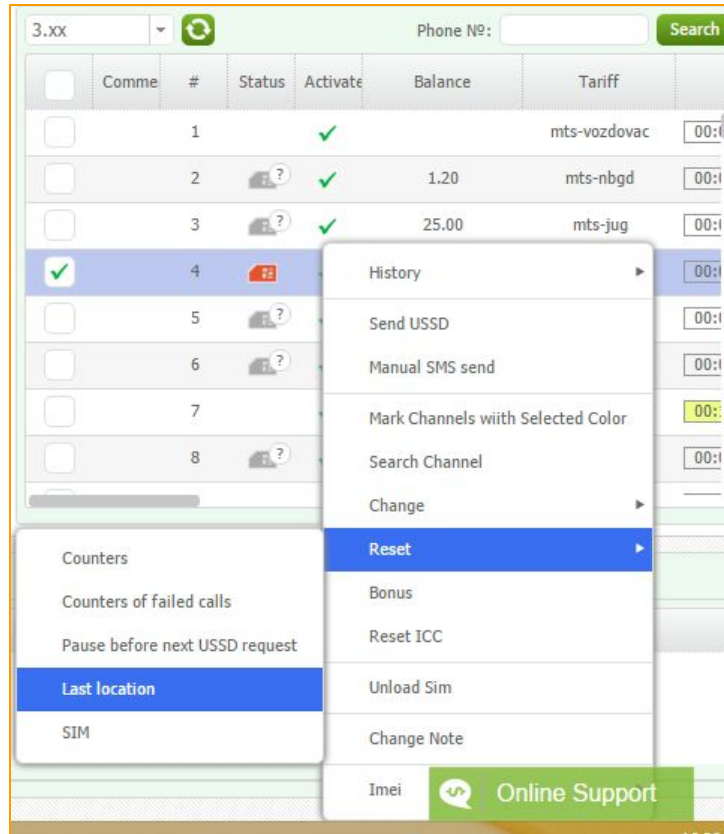 3.xx Phone №: Search
Comme # Status Activate Balance Tariff
1 mts-vozdovac
2 ? 1.20 mts-nbgd
3 ? 25.00 mts-jug
4
5 ?
6 ?
7
8 ?
History
Send USSD
Manual SMS send
Mark Channels wiith Selected Color
Search Channel
Change
Reset
Bonus
Reset ICC
Unload Sim
Change Note
Imei
Counters
Counters of failed calls
Pause before next USSD request
Last location
SIM
Online Support